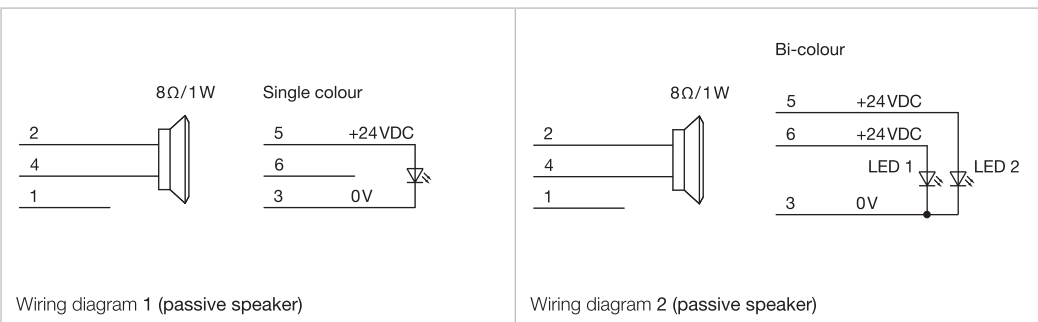 8Ω/1W
Single colour
2
5 +24VDC
4
6
1
3 0V
Wiring diagram 1 (passive speaker)
Bi-colour
8Ω/1W
5 +24VDC
2
6 +24VDC
4
LED 1
LED 2
1
3 0V
Wiring diagram 2 (passive speaker)